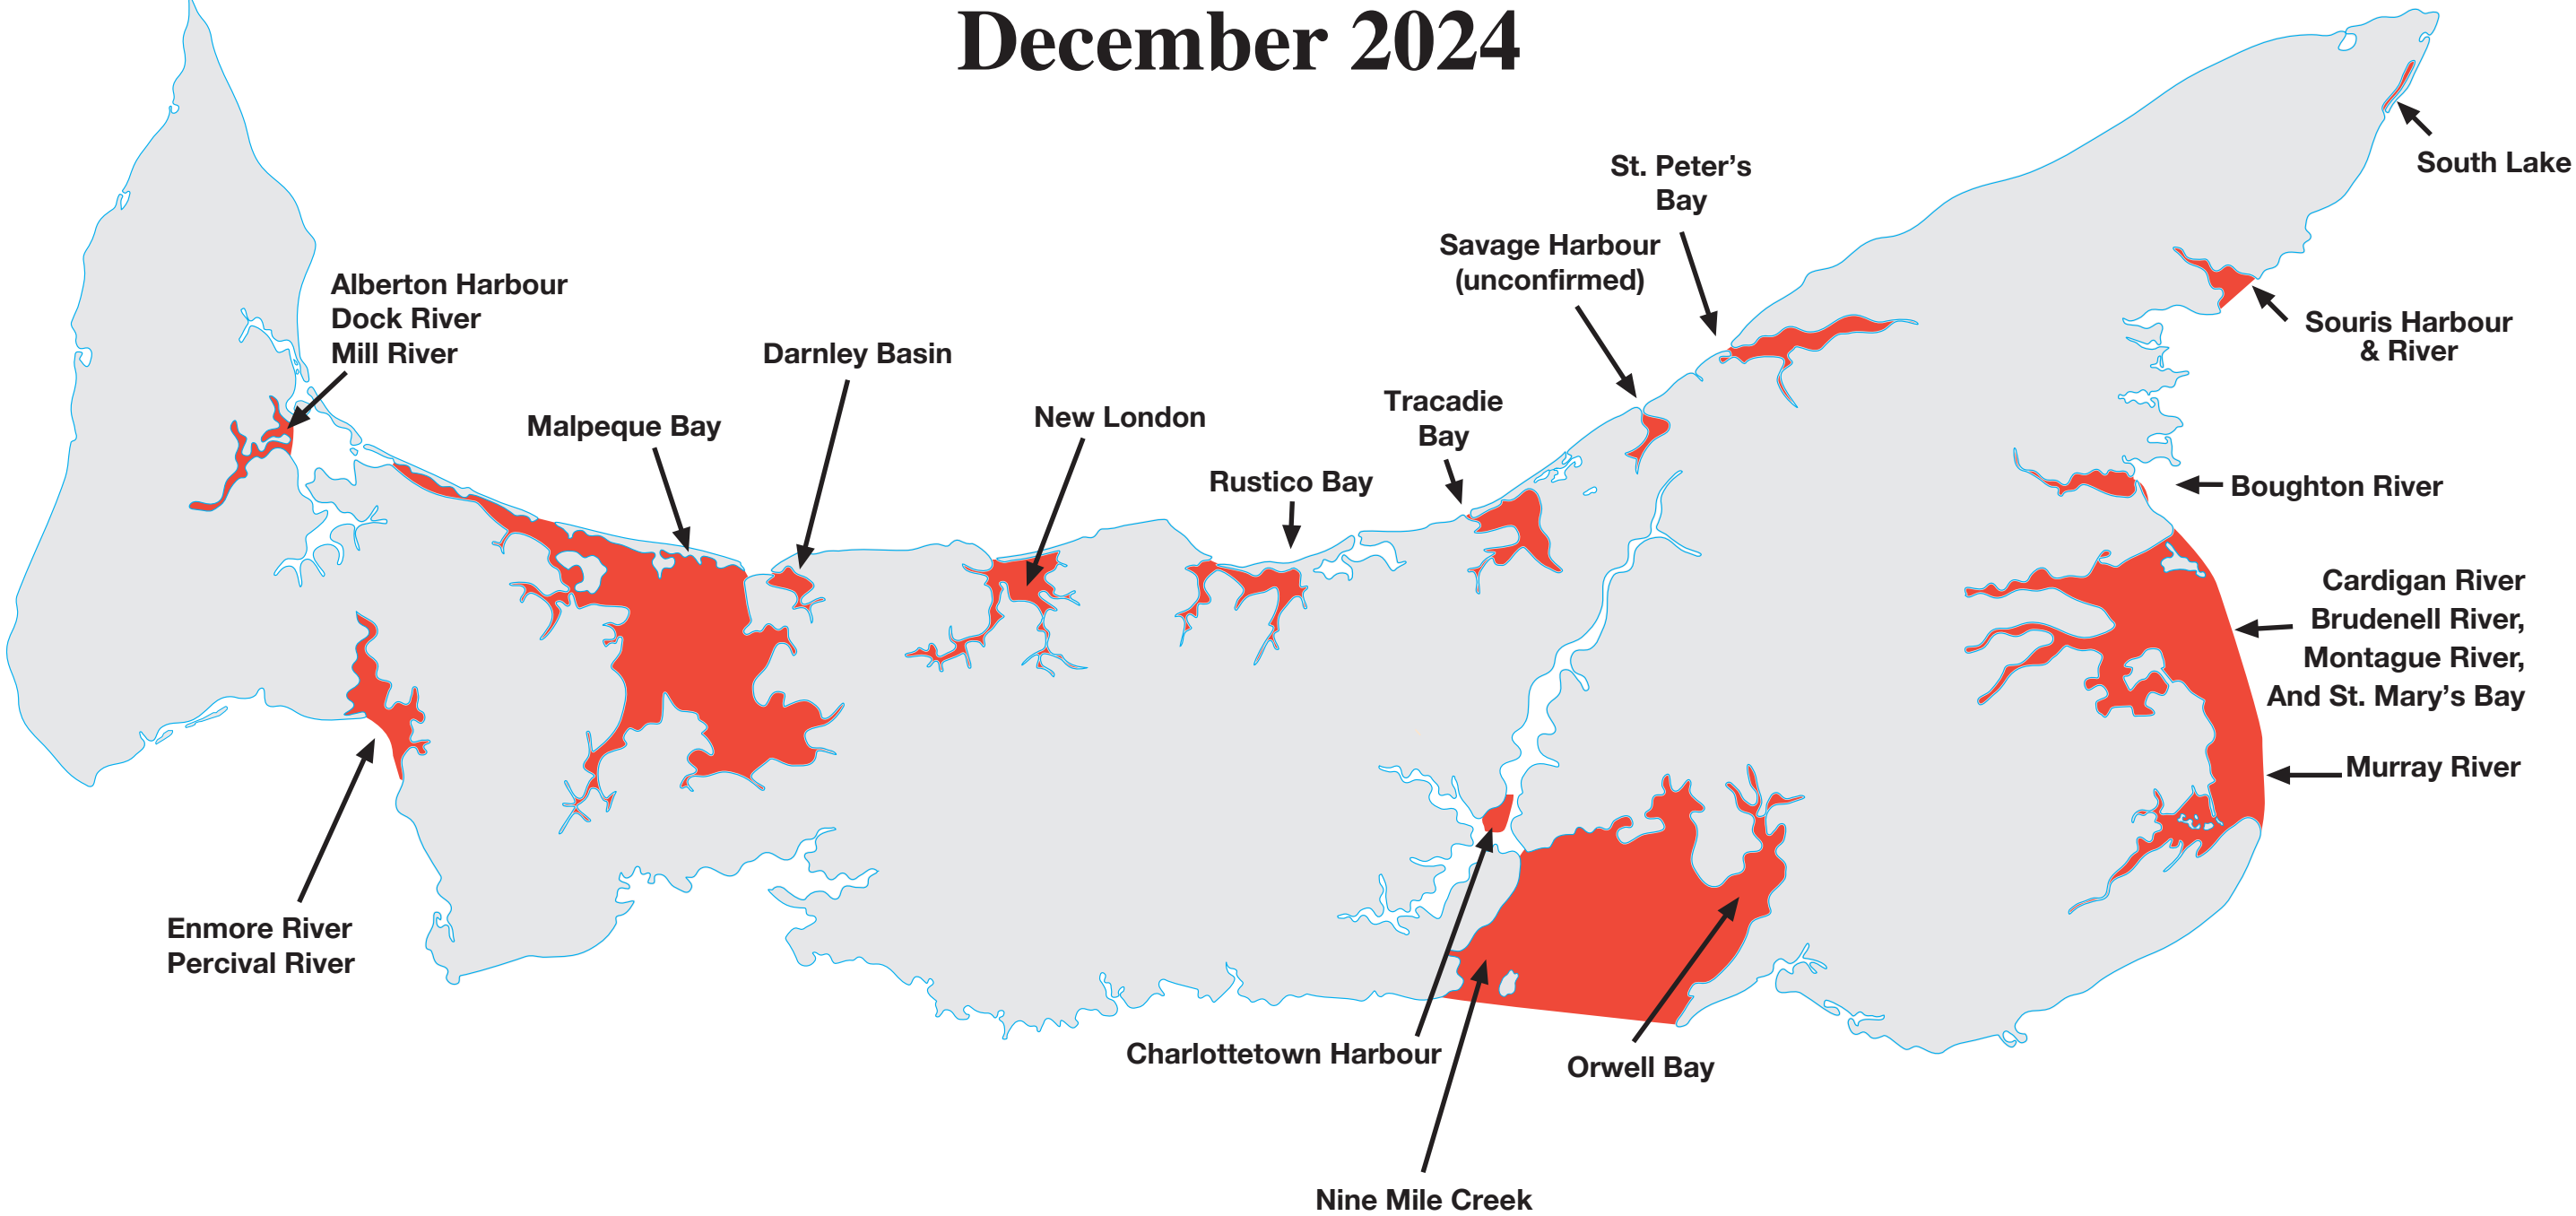 December 2024
South Lake
St. Peter’s
Bay
Savage Harbour
(unconfirmed)
Alberton Harbour
Dock River
Mill River
Souris Harbour
& River
Darnley Basin
Malpeque Bay
New London
Tracadie
Bay
Rustico Bay
Boughton River
Cardigan River
Brudenell River,
Montague River,
And St. Mary’s Bay
Murray River
Enmore River
Percival River
Charlottetown Harbour
Orwell Bay
Nine Mile Creek